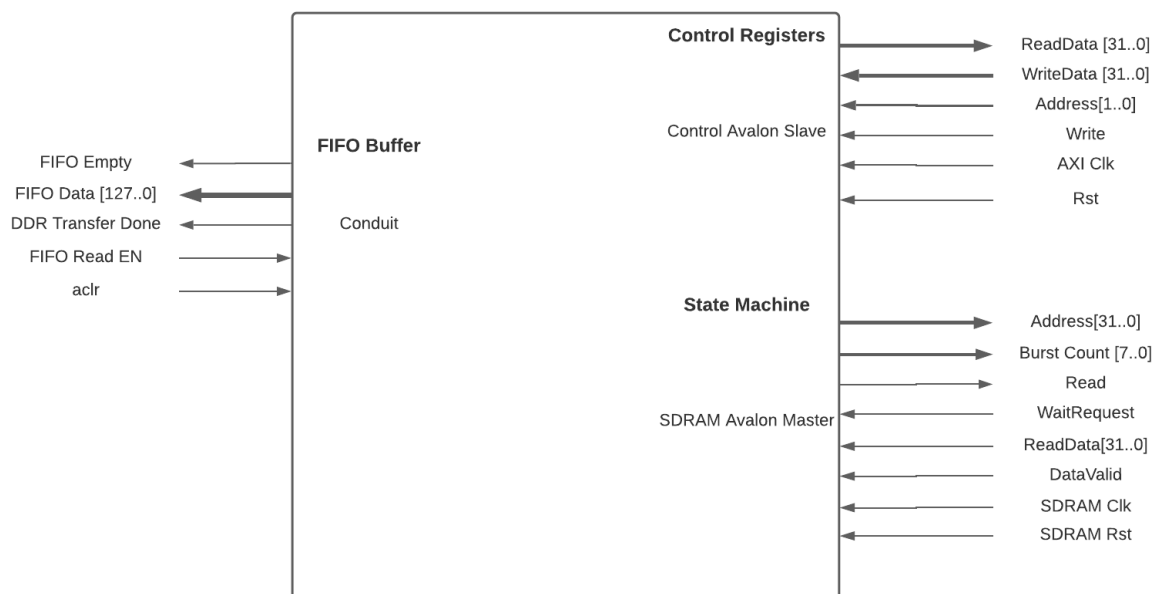 Control Registers
ReadData [31..0]
WriteData [31..0]
Address[1..0]
Control Avalon Slave
Write
AXI Clk
Rst
FIFO Buffer
FIFO Empty
FIFO Data [127..0]
DDR Transfer Done
Conduit
FIFO Read EN
aclr
State Machine
Address[31..0]
Burst Count [7..0]
Read
SDRAM Avalon Master
WaitRequest
ReadData[31..0]
DataValid
SDRAM Clk
SDRAM Rst